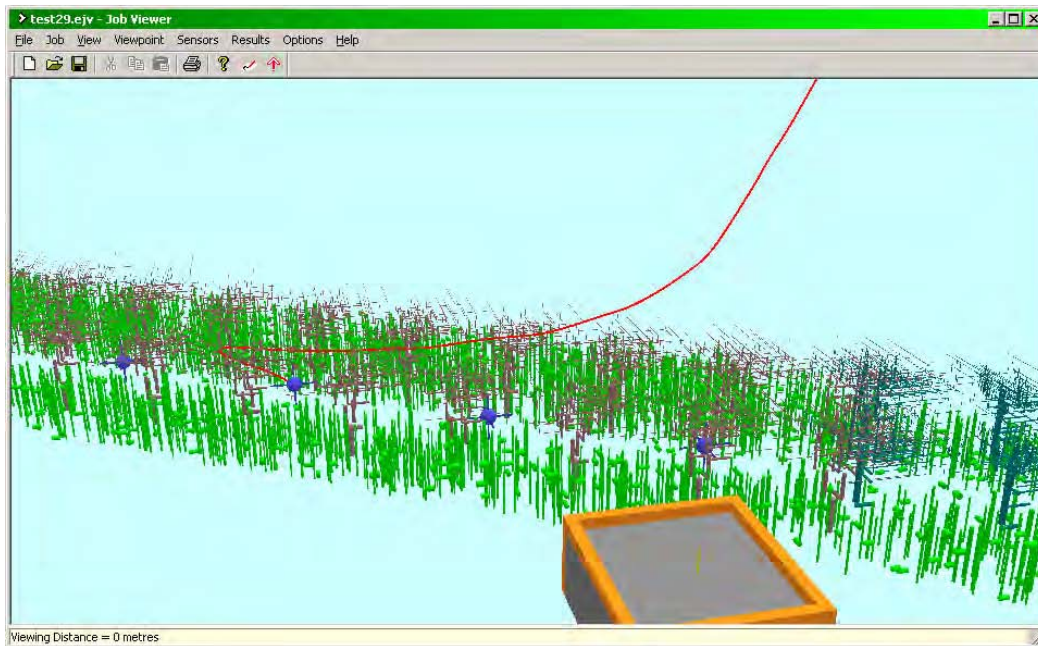 test29.ejv - Job Viewer
File Job View Viewpoint Sensors Results Options Help
Viewing Distance = 0 metres